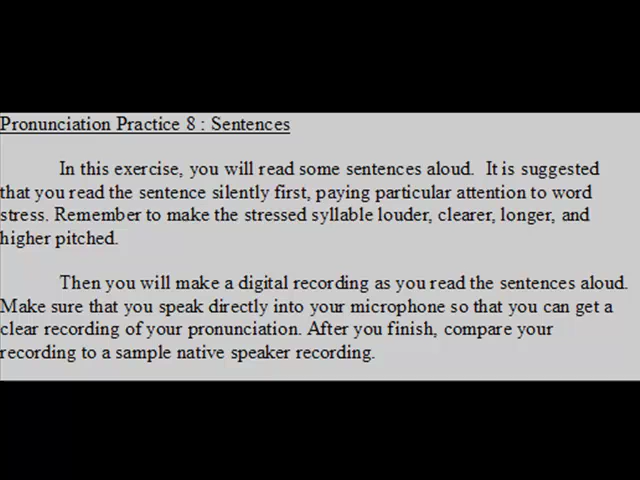 Pronunciation Practice 8 : Sentences
In this exercise, you will read some sentences aloud.  It is suggested
that you read the sentence silently first, paying particular attention to word
stress. Remember to make the stressed syllable louder, clearer, longer, and
higher pitched.
Then you will make a digital recording as you read the sentences aloud.
Make sure that you speak directly into your microphone so that you can get a
clear recording of your pronunciation. After you finish, compare your
recording to a sample native speaker recording.